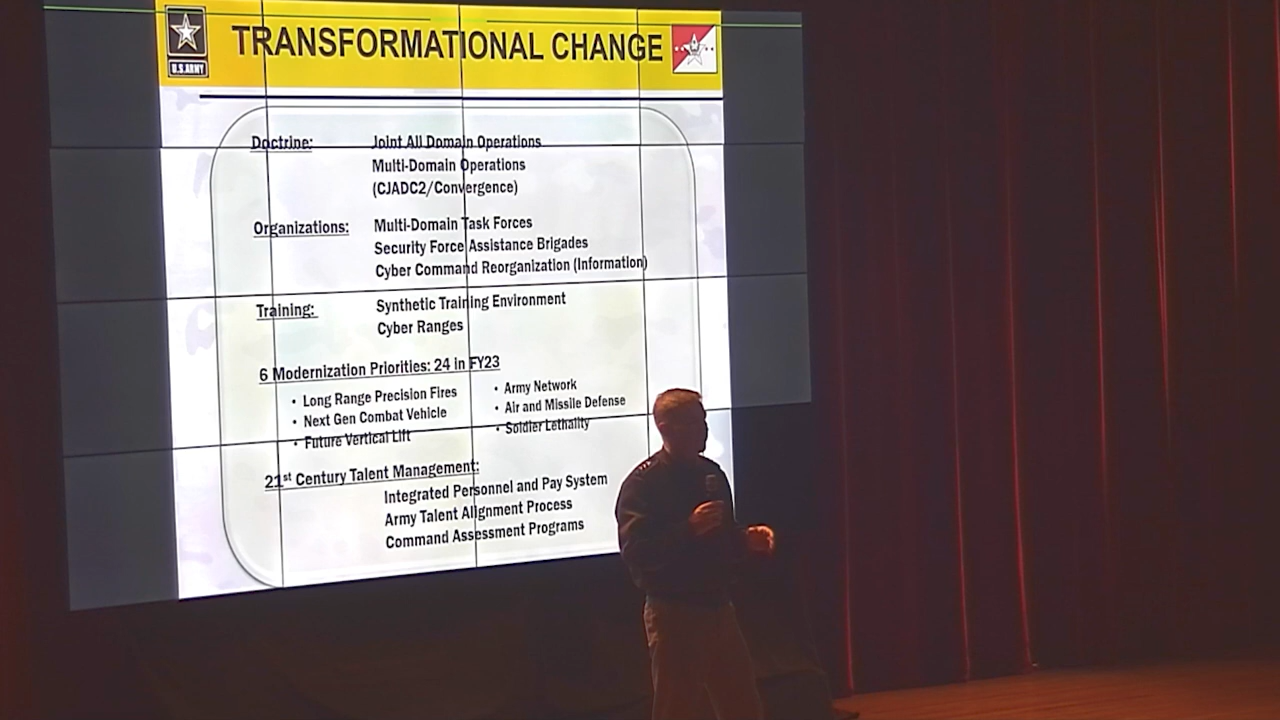 U.S.ARMY
TRANSFORMATIONAL CHANGE
Doctrine: Joint All Domain Operations
Multi-Domain Operations
(CJADC2/Convergence)
Organizations: Multi-Domain Task Forces
Security Force Assistance Brigades
Cyber Command Reorganization (Information)
Training: Synthetic Training Environment
Cyber Ranges
6 Modernization Priorities: 24 in FY23
• Long Range Precision Fires
• Next Gen Combat Vehicle
• Future Vertical Lift
• Army Network
• Air and Missile Defense
• Soldier Lethality
21st Century Talent Management:
Integrated Personnel and Pay System
Army Talent Alignment Process
Command Assessment Programs